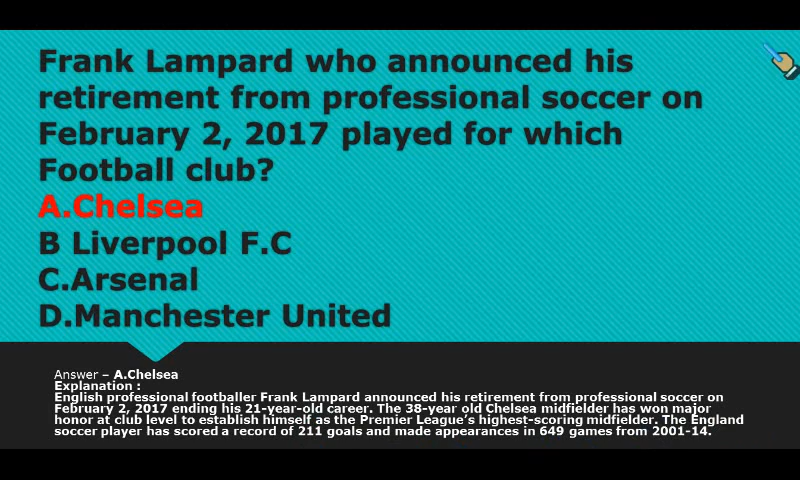 Frank Lampard who announced his
retirement from professional soccer on
February 2, 2017 played for which
Football club?
A.Chelsea
B Liverpool F.C
C.Arsenal
D.Manchester United
Answer – A.Chelsea
Explanation :
English professional footballer Frank Lampard announced his retirement from professional soccer on
February 2, 2017 ending his 21-year-old career. The 38-year old Chelsea midfielder has won major
honor at club level to establish himself as the Premier League’s highest-scoring midfielder. The England
soccer player has scored a record of 211 goals and made appearances in 649 games from 2001-14.